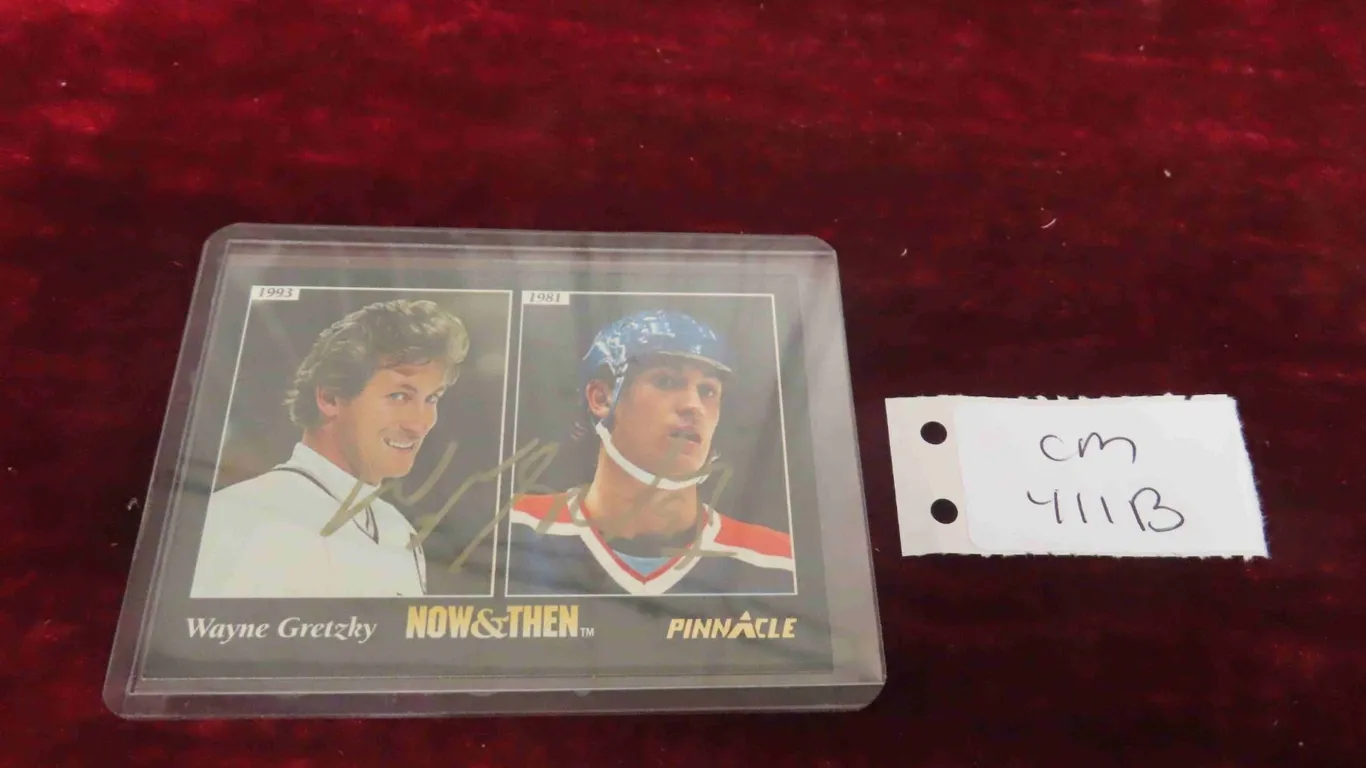 1993
1981
Wayne Gretzky NOW&THEN™ PINNACLE
cm
411B